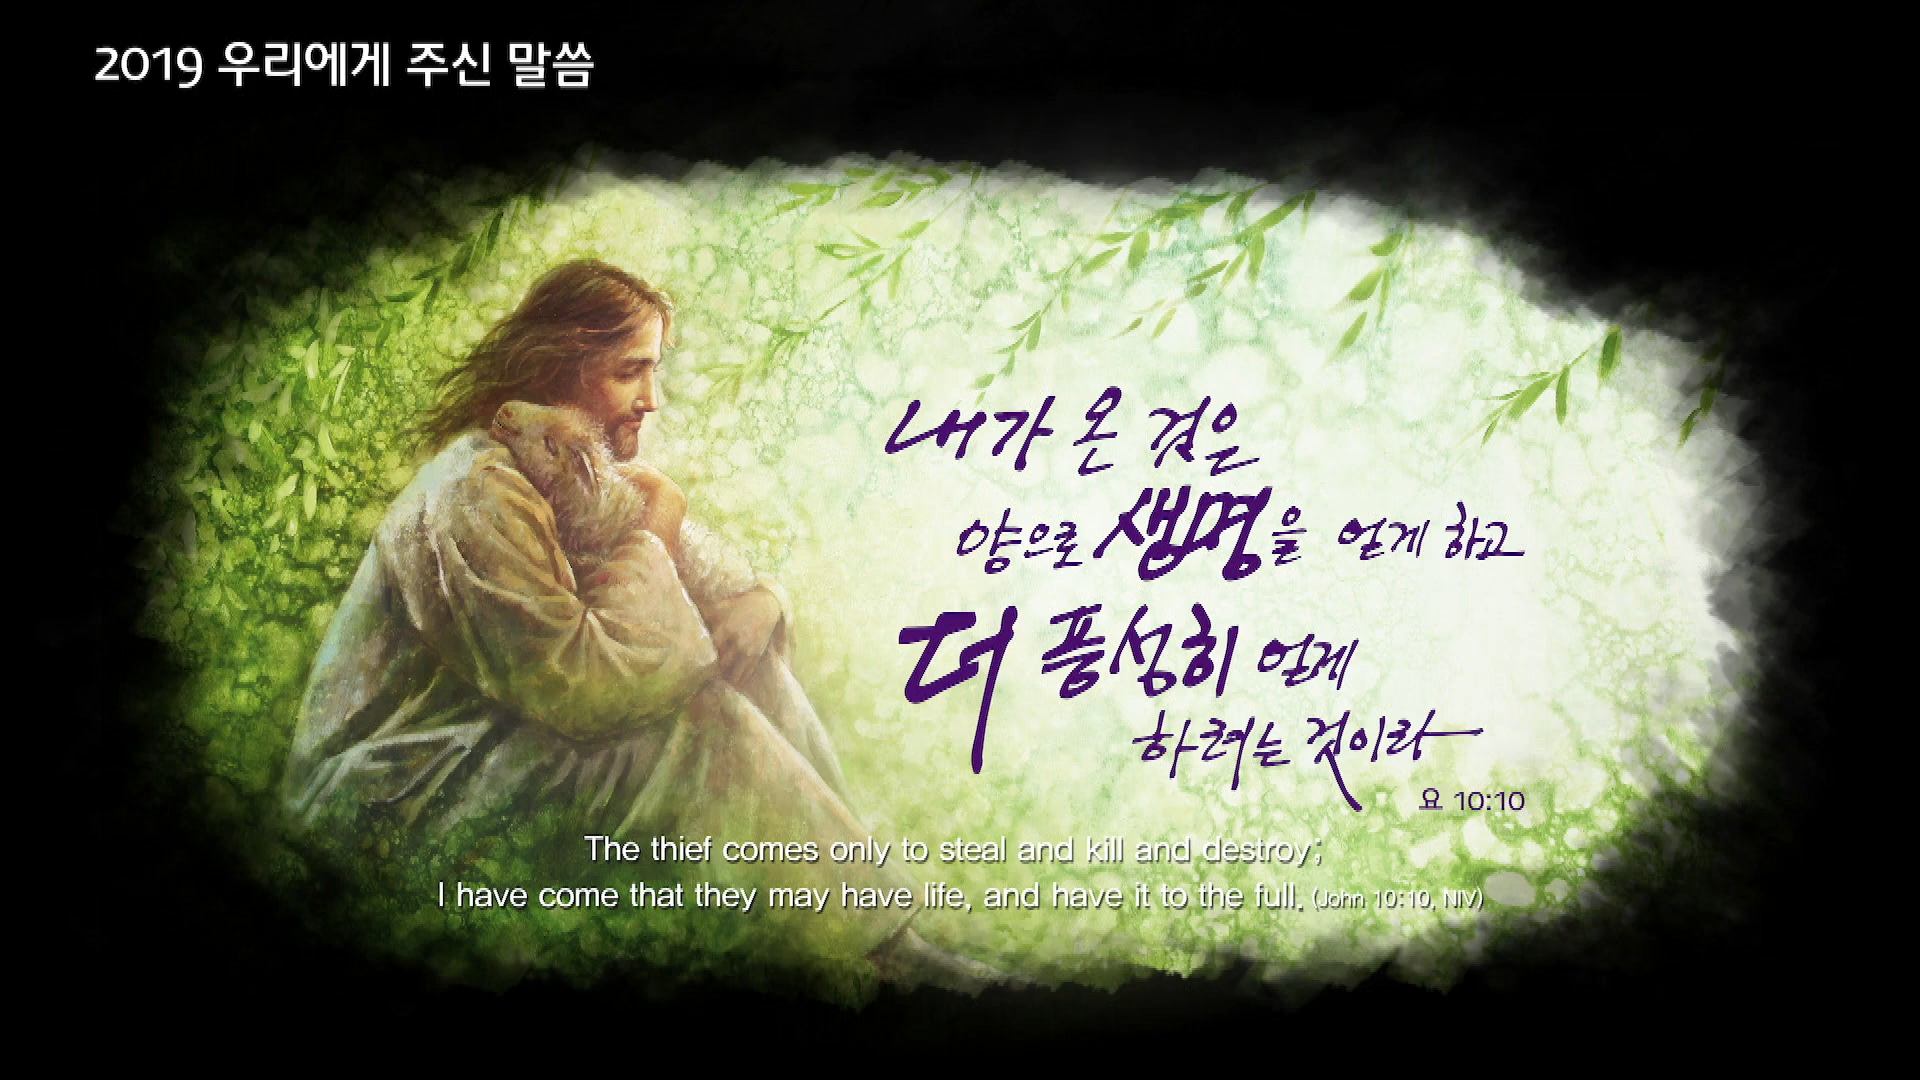 2019 우리에게 주신 말씀
내가 온 것은
양으로 생명을 얻게 하고
더 풍성히 얻게
하려는 것이라
요 10:10
The thief comes only to steal and kill and destroy;
I have come that they may have life, and have it to the full. (John 10:10, NIV)